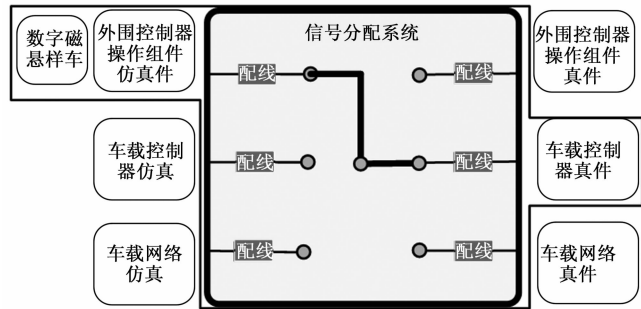 信号分配系统
数字磁
悬样车
外围控制器
操作组件
仿真件
配线
配线
外围控制器
操作组件
真件
车载控制
器仿真
配线
配线
车载控制
器真件
车载网络
仿真
配线
配线
车载网络
真件